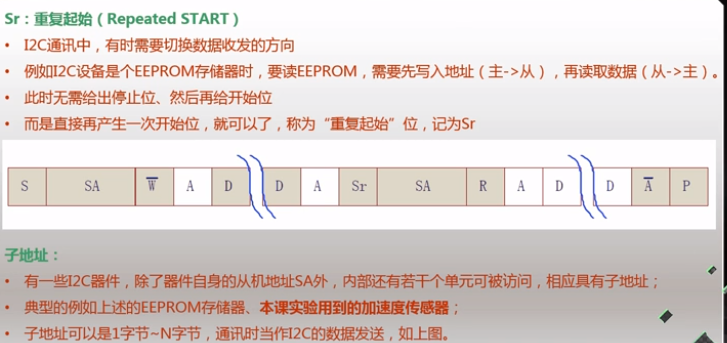 Sr：重复起始（Repeated START）
• I2C通讯中，有时需要切换数据收发的方向
• 例如I2C设备是个EEPROM存储器时，要读EEPROM，需要先写入地址（主->从），再读取数据（从->主）。
• 此时无需给出停止位、然后再给开始位
• 而是直接再产生一次开始位，就可以了，称为“重复起始”位，记为Sr
S SA W̅ A D D A Sr SA R A D D A̅ P
子地址：
• 有一些I2C器件，除了器件自身的从机地址SA外，内部还有若干个单元可被访问，相应具有子地址；
• 典型的例如上述的EEPROM存储器、本课实验用到的加速度传感器；
• 子地址可以是1字节~N字节，通讯时当作I2C的数据发送，如上图。